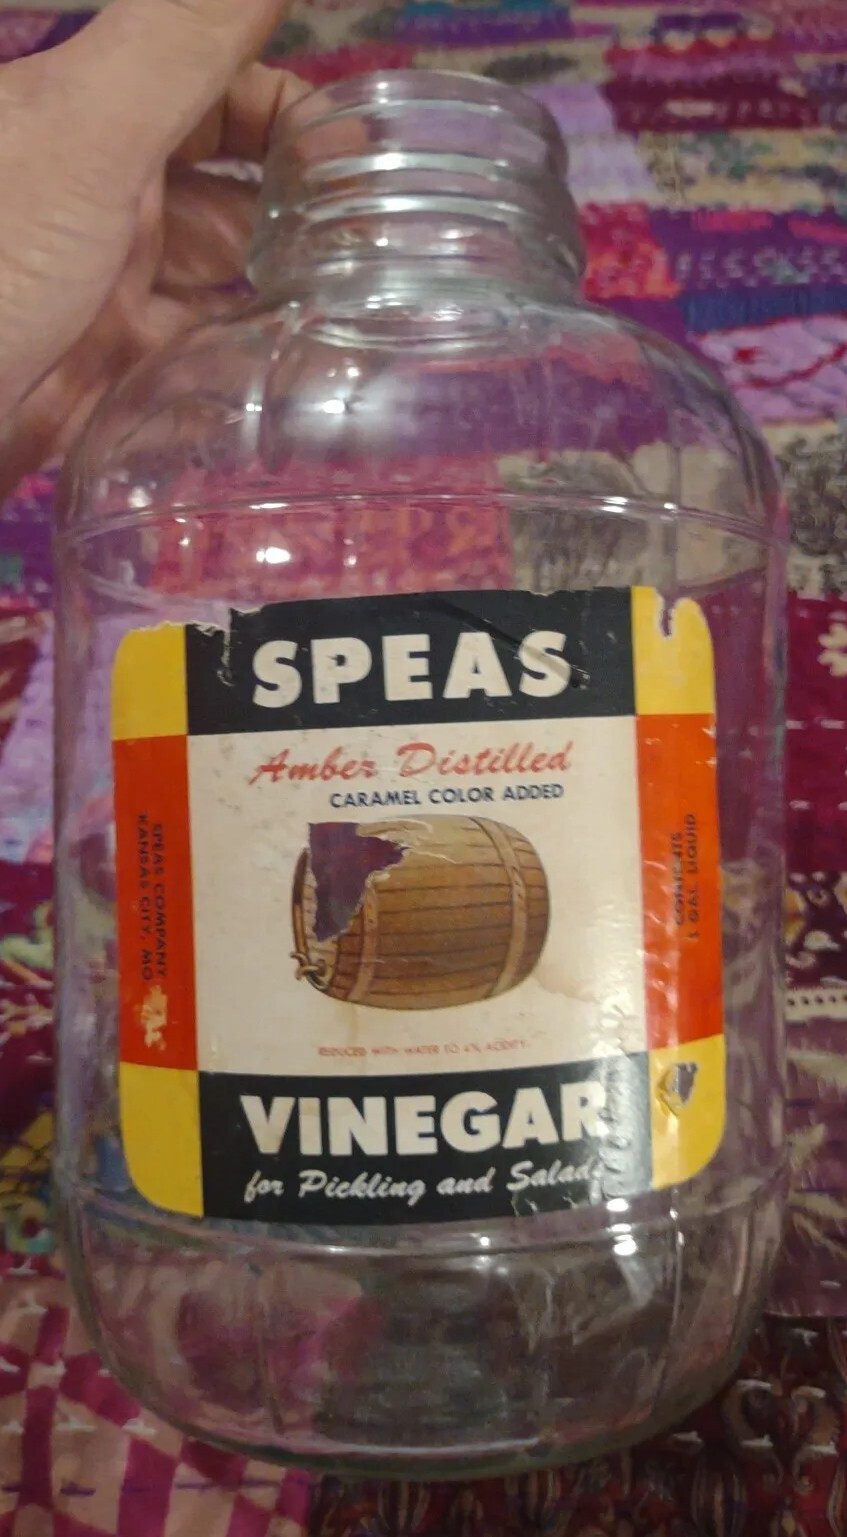 SPEAS
Amber Distilled
CARAMEL COLOR ADDED
SPEAS COMPANY
KANSAS CITY, MO.
CONTENTS
1 GAL. LIQUID
REDUCED WITH WATER TO 4% ACIDITY
VINEGAR
for Pickling and Salads